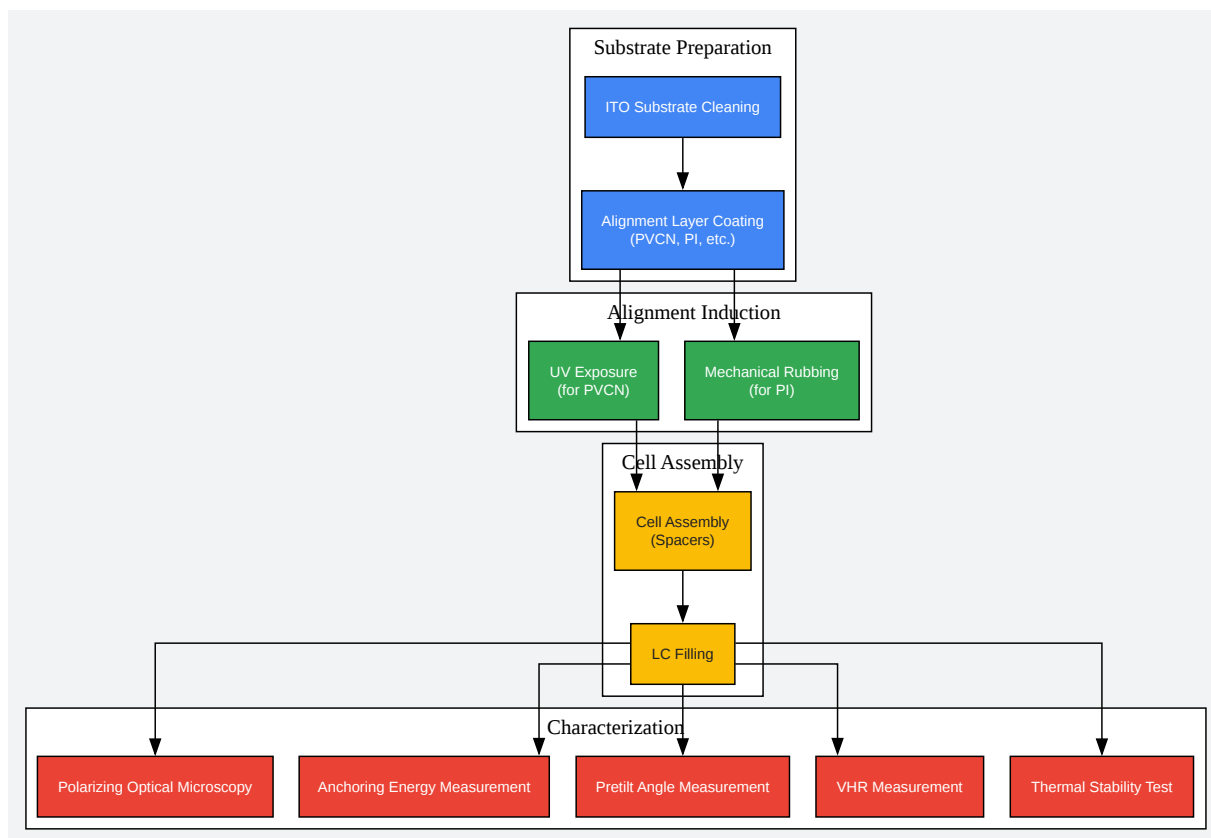 Substrate Preparation
ITO Substrate Cleaning
Alignment Layer Coating
(PVCN, PI, etc.)
Alignment Induction
UV Exposure
(for PVCN)
Mechanical Rubbing
(for PI)
Cell Assembly
Cell Assembly
(Spacers)
LC Filling
Characterization
Polarizing Optical Microscopy
Anchoring Energy Measurement
Pretilt Angle Measurement
VHR Measurement
Thermal Stability Test